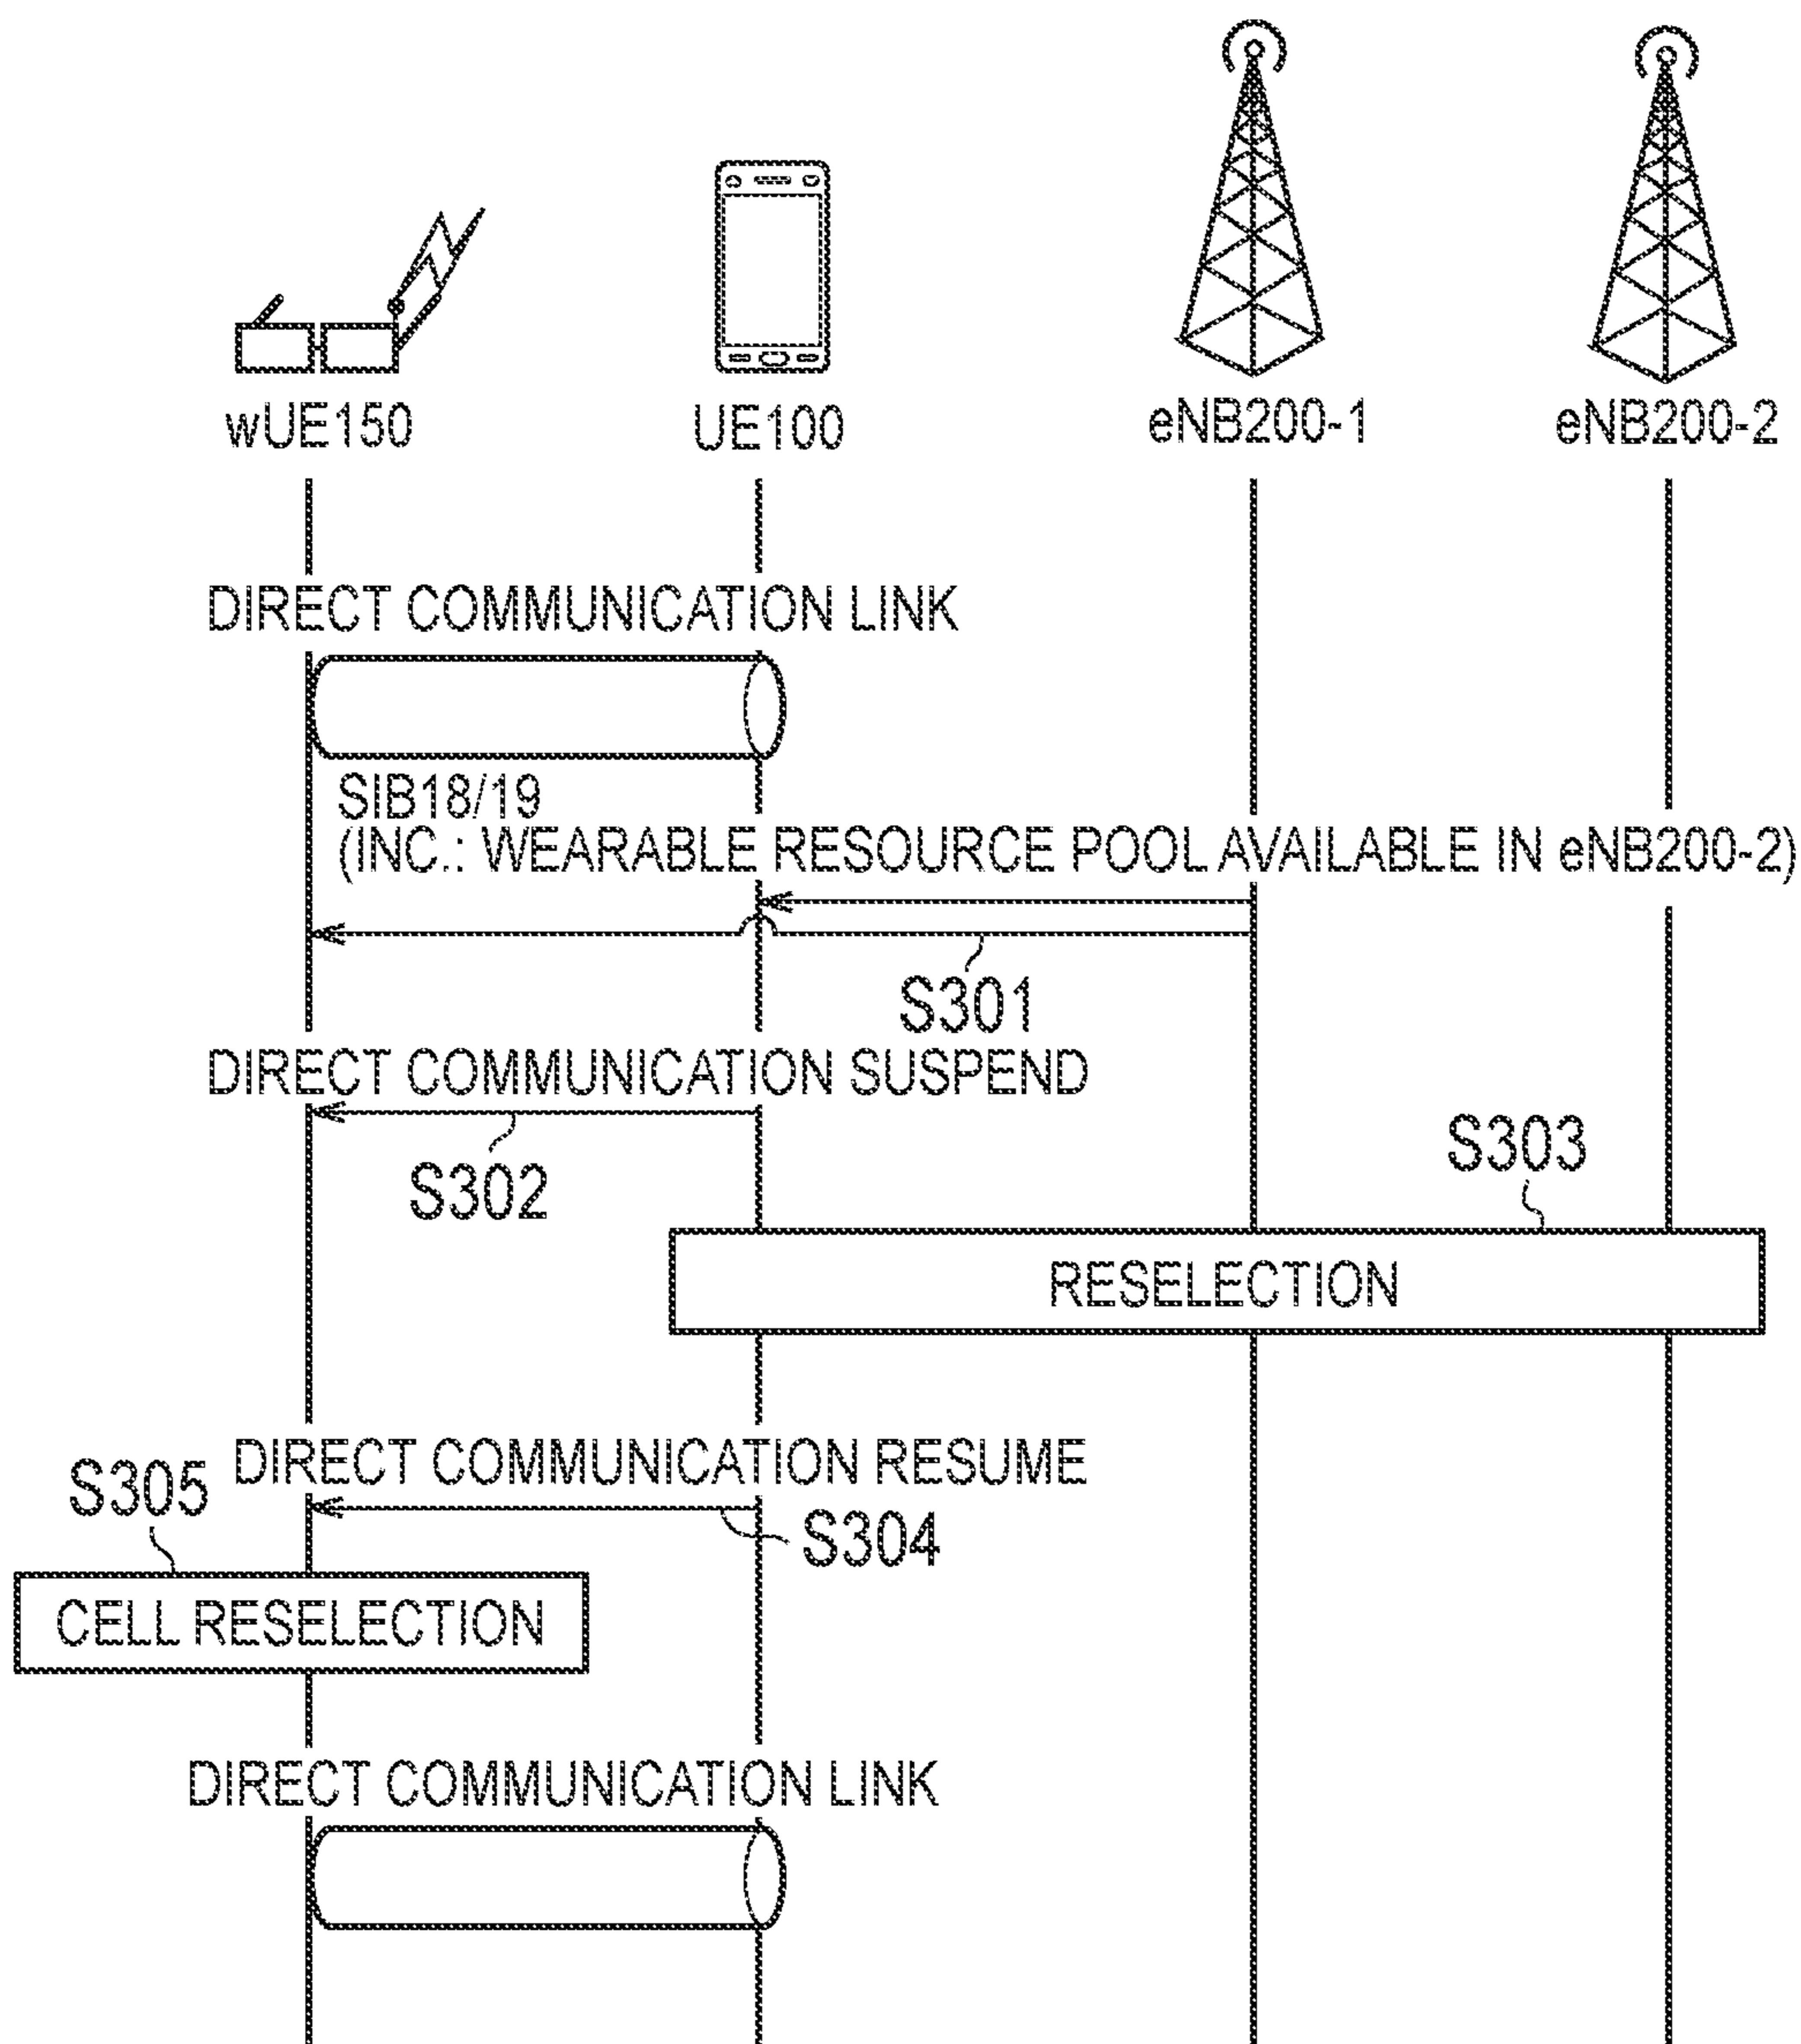 wUE150
UE100
eNB200-1
eNB200-2
DIRECT COMMUNICATION LINK
SIB18/19
(INC.: WEARABLE RESOURCE POOL AVAILABLE IN eNB200-2)
S301
DIRECT COMMUNICATION SUSPEND
S302
S303
RESELECTION
DIRECT COMMUNICATION RESUME
S305
S304
CELL RESELECTION
DIRECT COMMUNICATION LINK